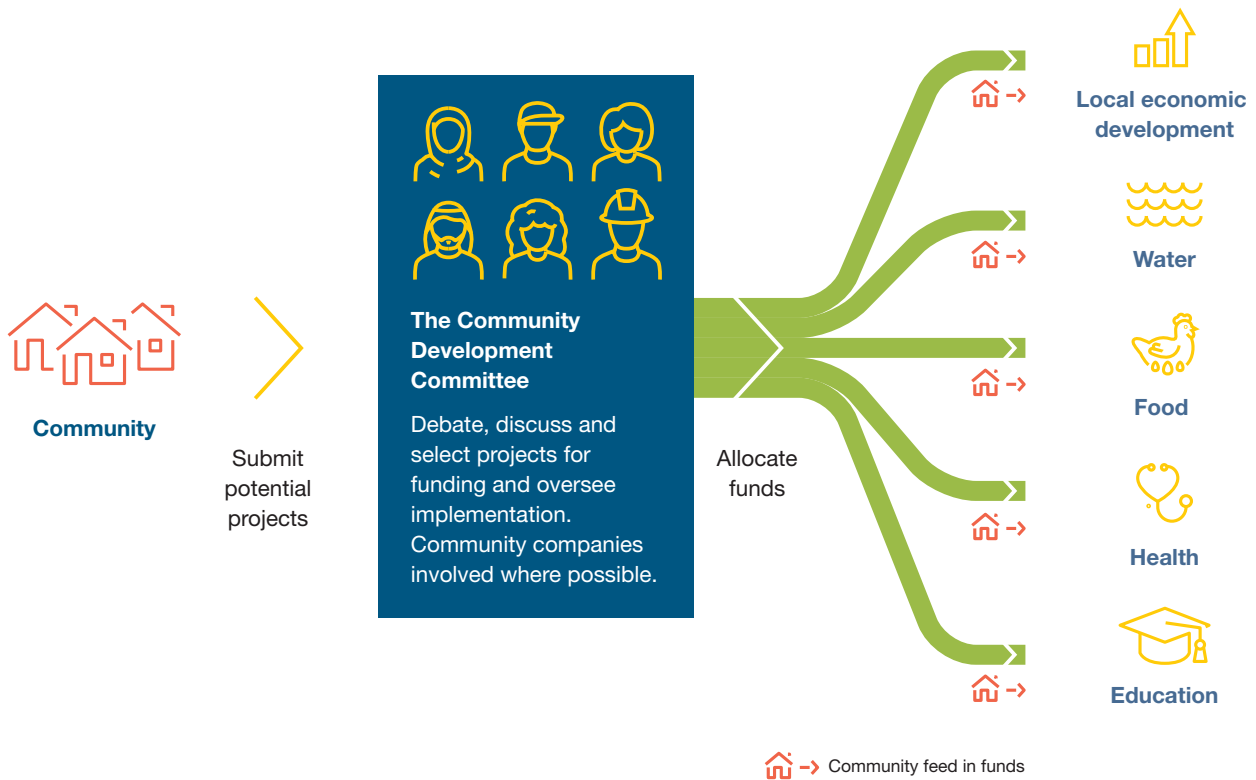 Community
Submit
potential
projects
The Community
Development
Committee
Debate, discuss and
select projects for
funding and oversee
implementation.
Community companies
involved where possible.
Allocate
funds
Local economic
development
Water
Food
Health
Education
Community feed in funds